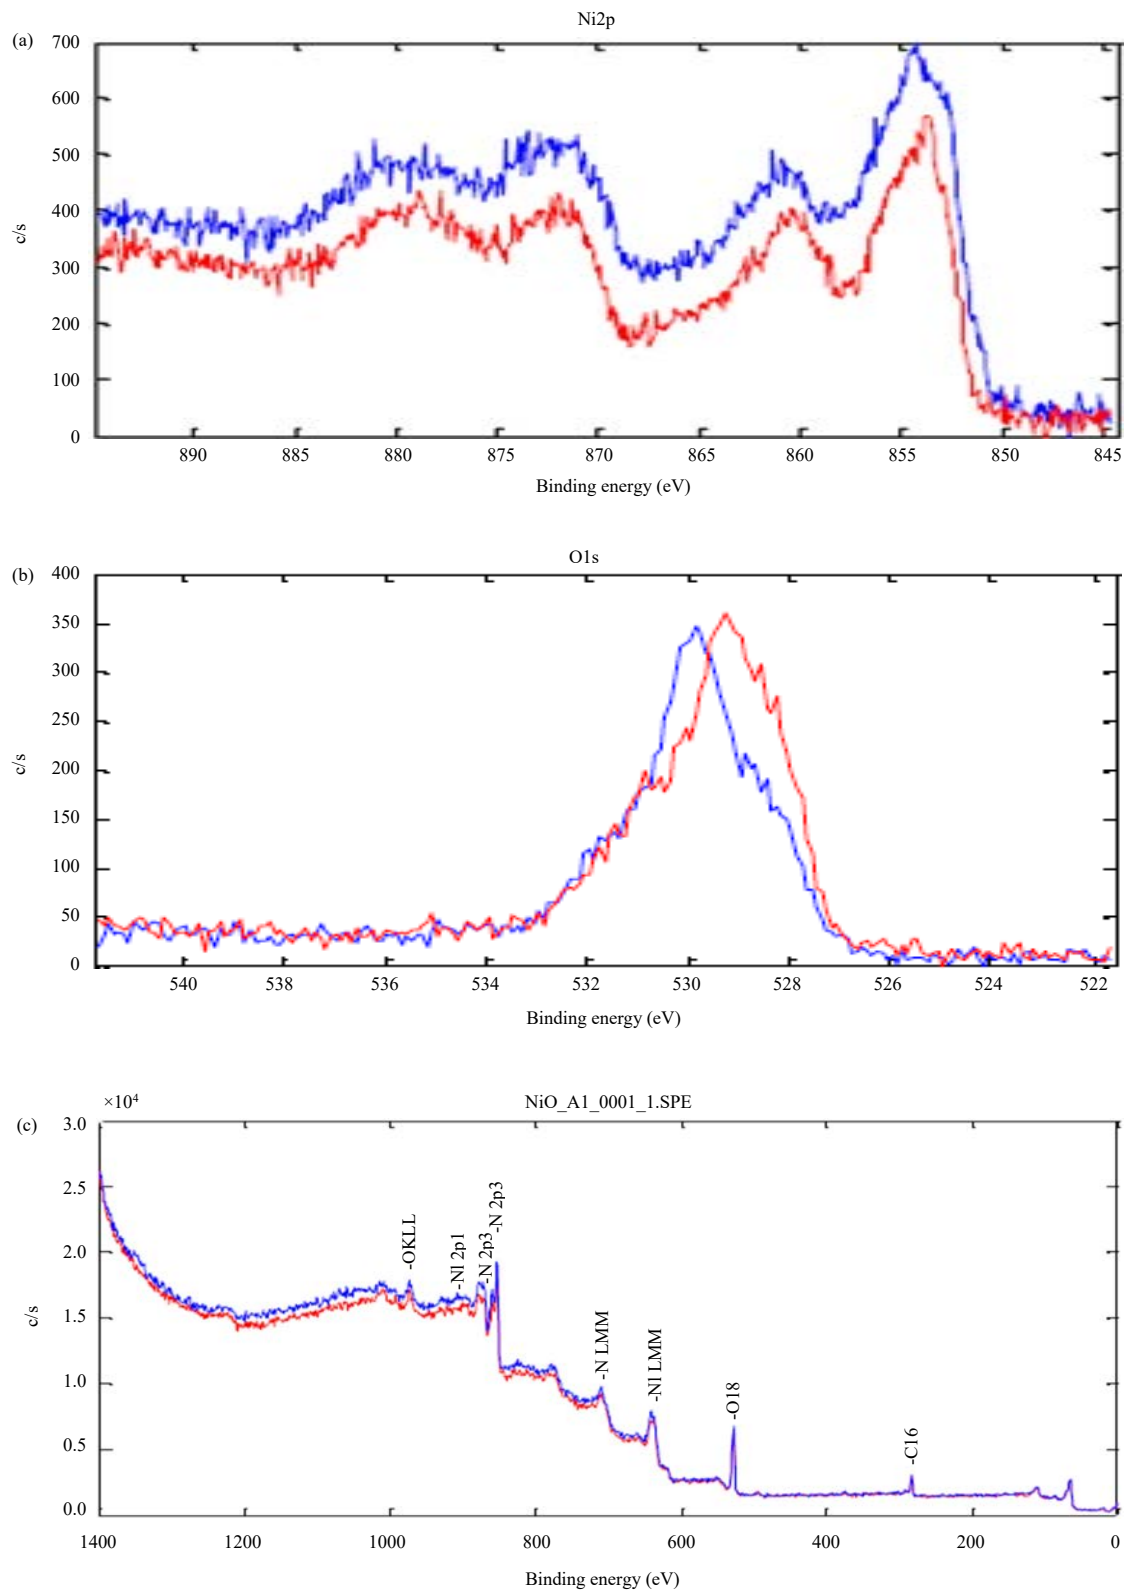 Ni2p
(a)
700
600
500
400
300
200
100
0
c/s
890 885 880 875 870 865 860 855 850 845
Binding energy (eV)
O1s
(b)
400
350
300
250
200
150
100
50
0
c/s
540 538 536 534 532 530 528 526 524 522
Binding energy (eV)
×10⁴
NiO_A1_0001_1.SPE
(c)
3.0
2.5
2.0
1.5
1.0
0.5
0.0
c/s
-OKLL
-Nl 2p1
-N 2p3
-N 2p3
-N LMM
-Nl LMM
-O18
-C16
1400 1200 1000 800 600 400 200 0
Binding energy (eV)